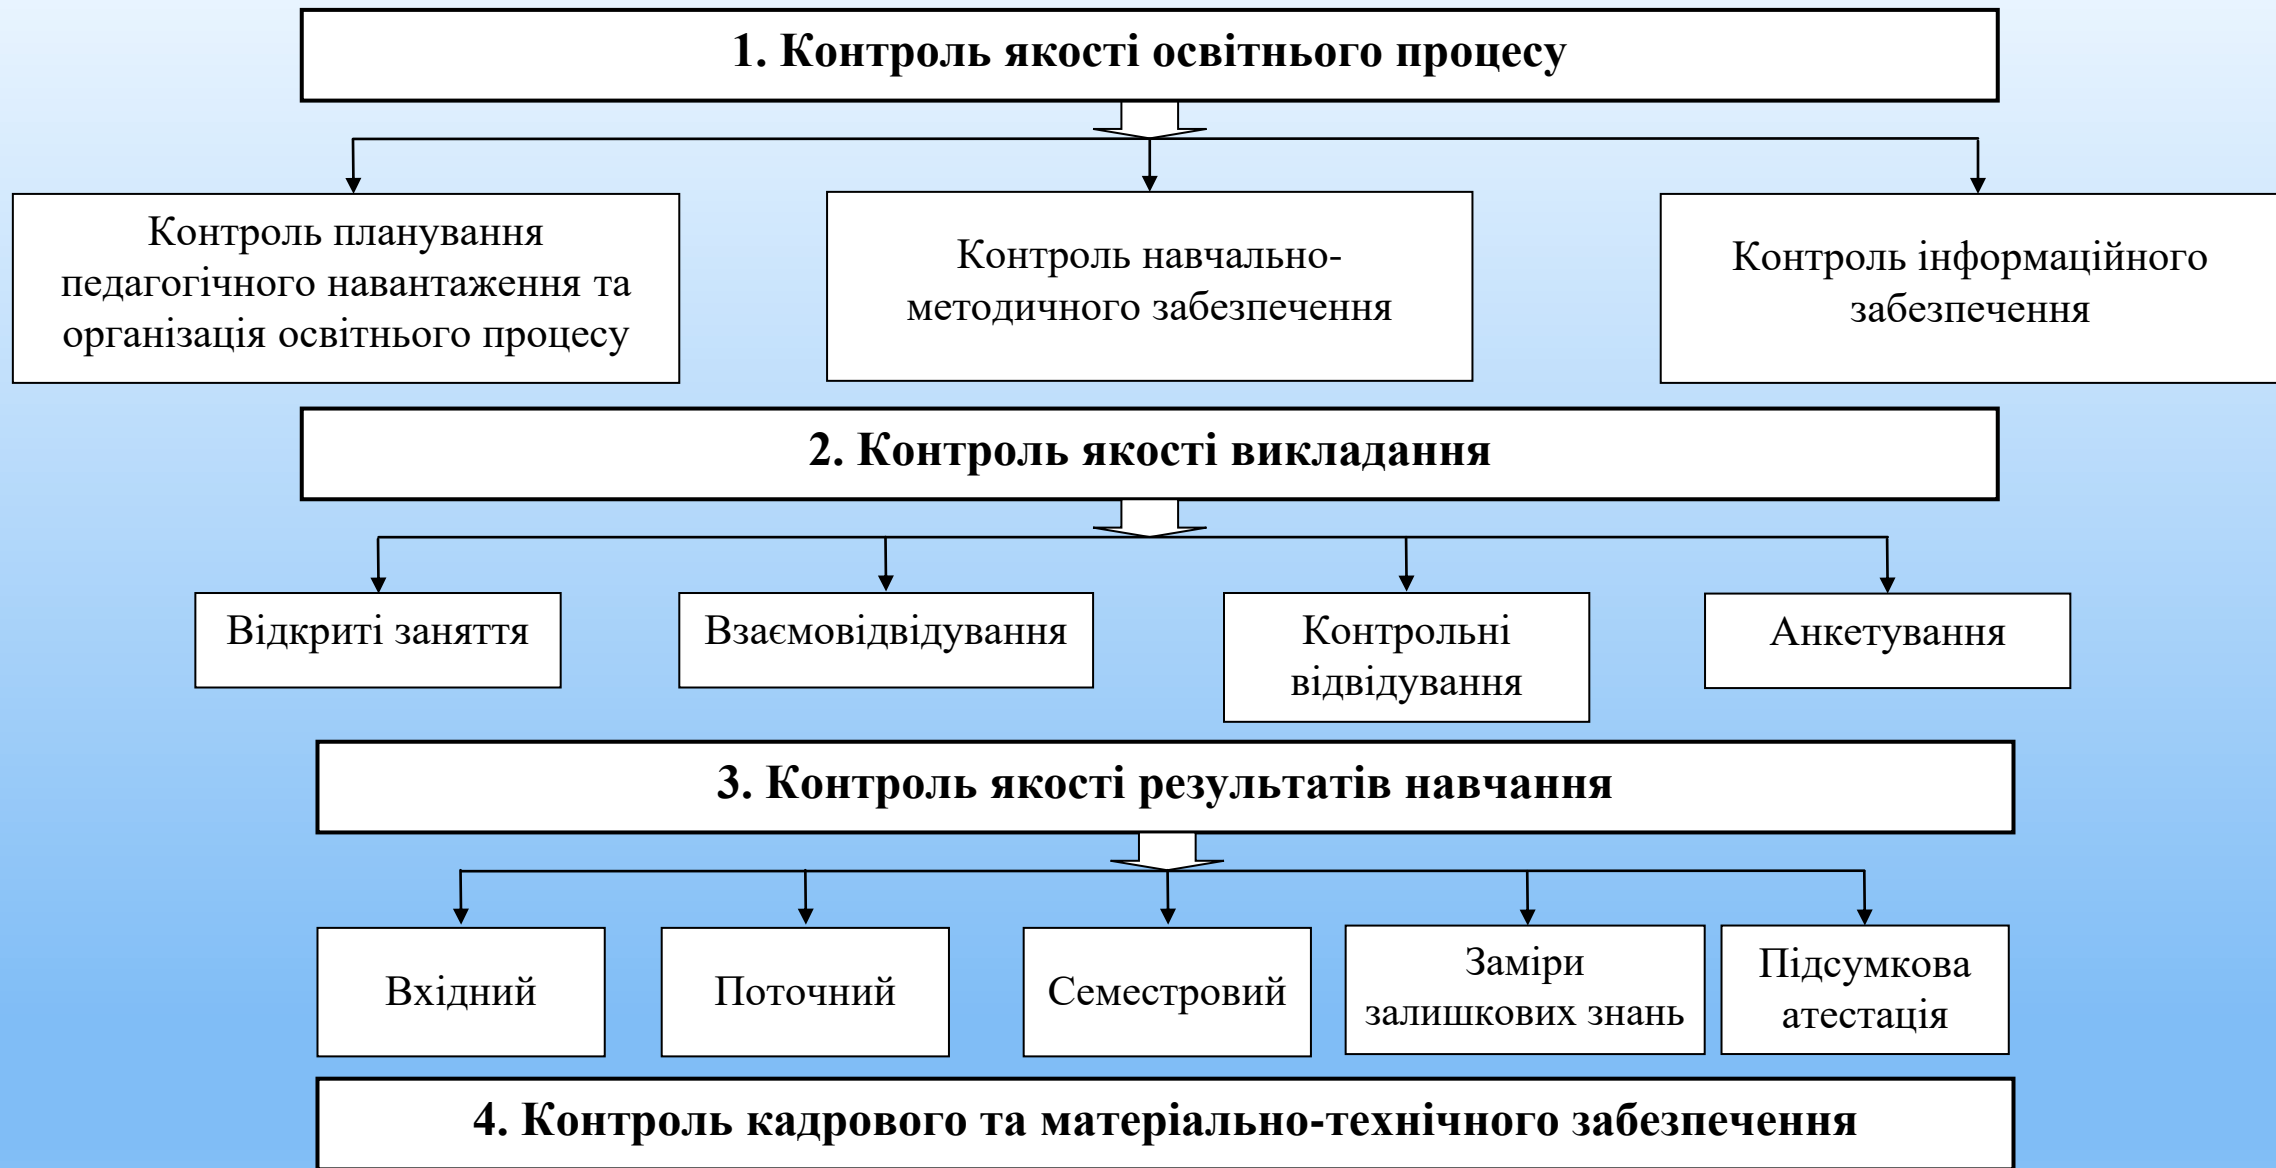 1. Контроль якості освітнього процесу
Контроль планування
педагогічного навантаження та
організація освітнього процесу
Контроль навчально-
методичного забезпечення
Контроль інформаційного
забезпечення
2. Контроль якості викладання
Відкриті заняття
Взаємовідвідування
Контрольні
відвідування
Анкетування
3. Контроль якості результатів навчання
Вхідний
Поточний
Семестровий
Заміри
залишкових знань
Підсумкова
атестація
4. Контроль кадрового та матеріально-технічного забезпечення